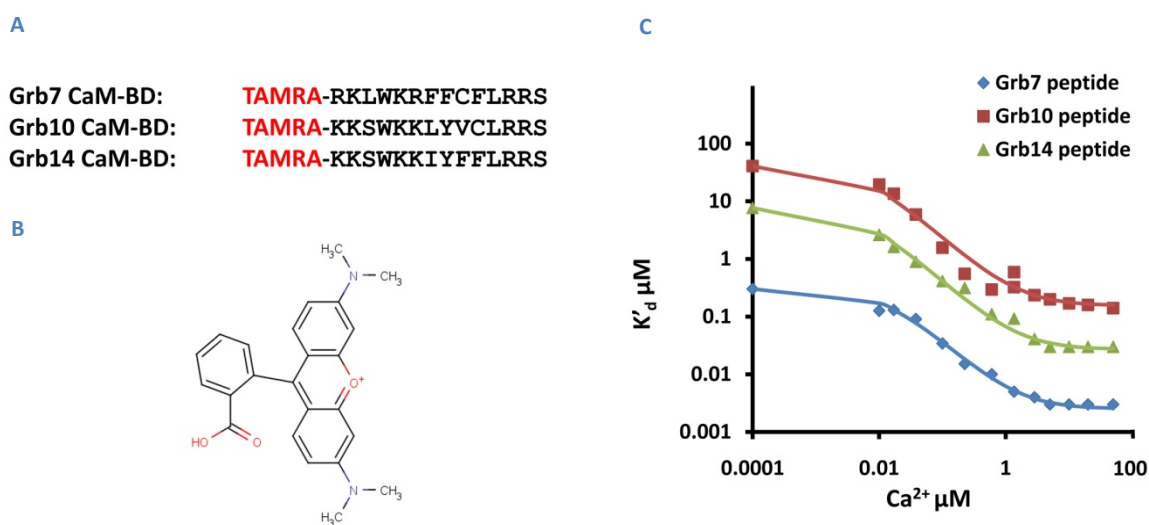 A
Grb7 CaM-BD: TAMRA-RKLWKRFFCFLRRS
Grb10 CaM-BD: TAMRA-KKSWKKLYVCLRRS
Grb14 CaM-BD: TAMRA-KKSWKKIYFFLRRS
B
H₃C
CH₃
N
O⁺
HO
O
N
CH₃
H₃C
C
Grb7 peptide
Grb10 peptide
Grb14 peptide
100
10
1
0.1
0.01
0.001
K'd µM
0.0001 0.01 1 100
Ca²⁺ µM